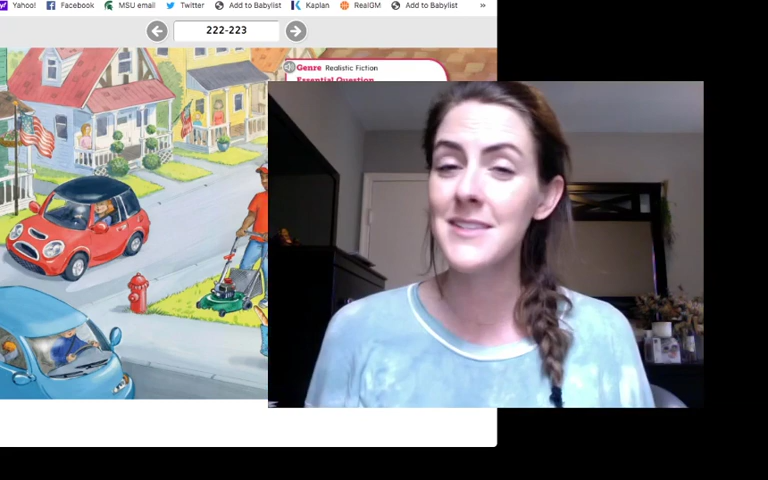 Yahoo! Facebook MSU email Twitter Add to Babylist Kaplan RealGM Add to Babylist »
222-223
Genre Realistic Fiction
Essential Question